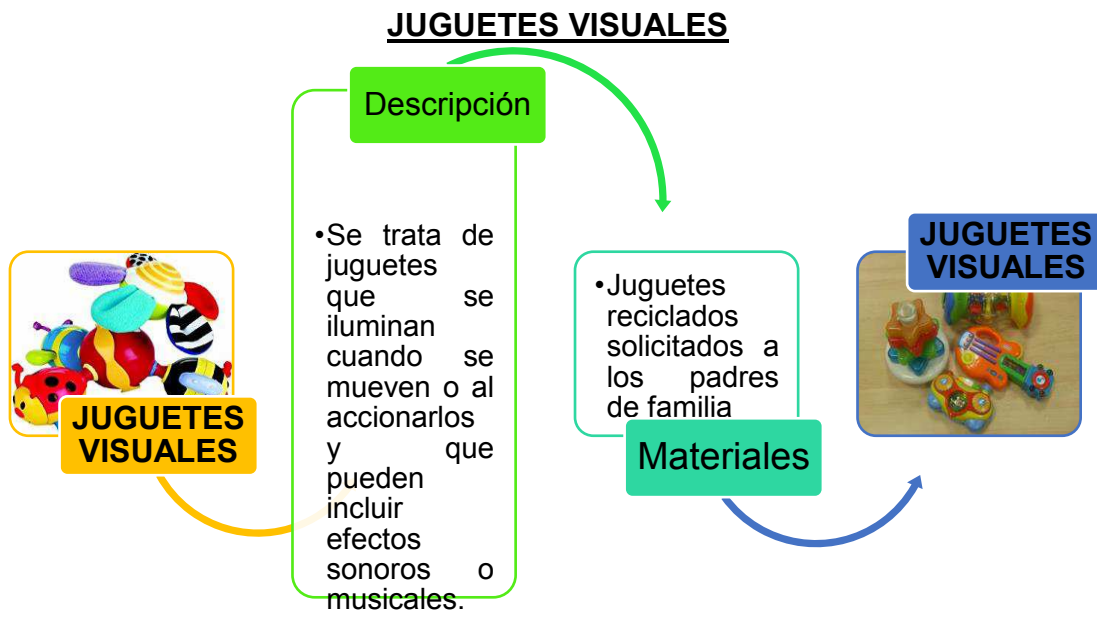 JUGUETES VISUALES
JUGUETES
VISUALES
Descripción
•Se trata de
juguetes
que se
iluminan
cuando se
mueven o al
accionarlos
y que
pueden
incluir
efectos
sonoros o
musicales.
•Juguetes
reciclados
solicitados a
los padres
de familia
Materiales
JUGUETES
VISUALES